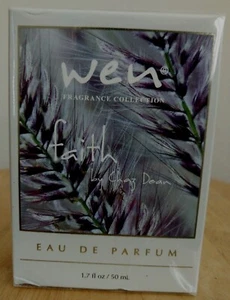 wen®
FRAGRANCE COLLECTION
faith
by Chaz Dean
EAU DE PARFUM
1.7 fl oz / 50 mL